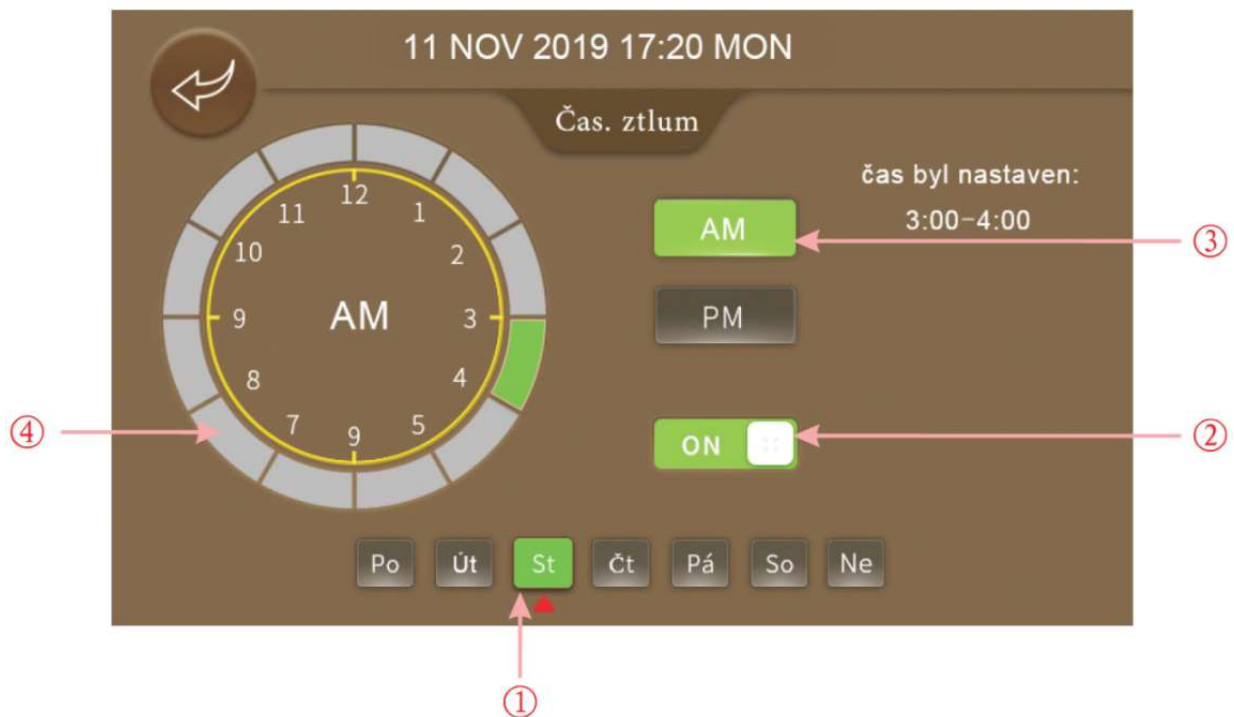 11 NOV 2019 17:20 MON
Čas. ztlum
čas byl nastaven:
3:00-4:00
12
1
2
3
4
5
9
7
8
9
10
11
AM
AM
PM
ON
Po Út St Čt Pá So Ne
③
②
④
①